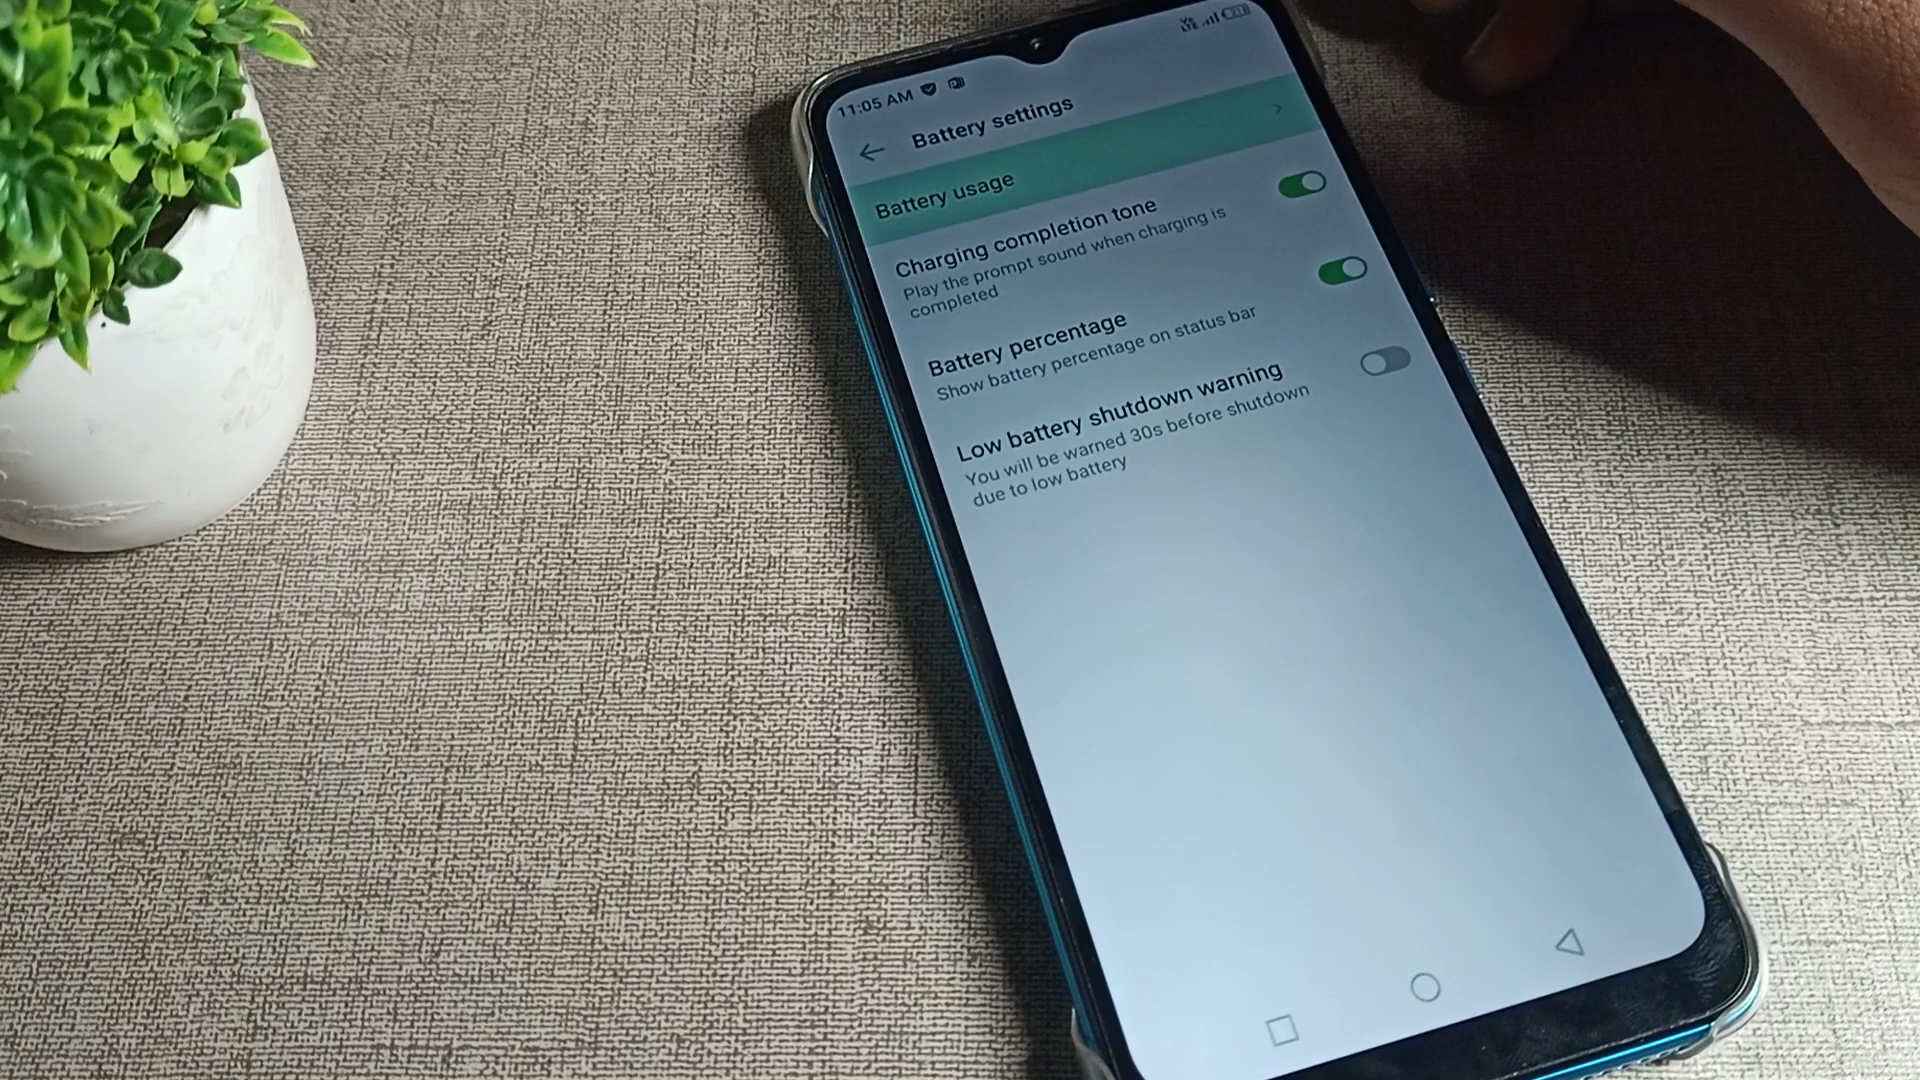 11:05 AM
Vo
LTE
Battery settings
Battery usage
Charging completion tone
Play the prompt sound when charging is
completed
Battery percentage
Show battery percentage on status bar
Low battery shutdown warning
You will be warned 30s before shutdown
due to low battery